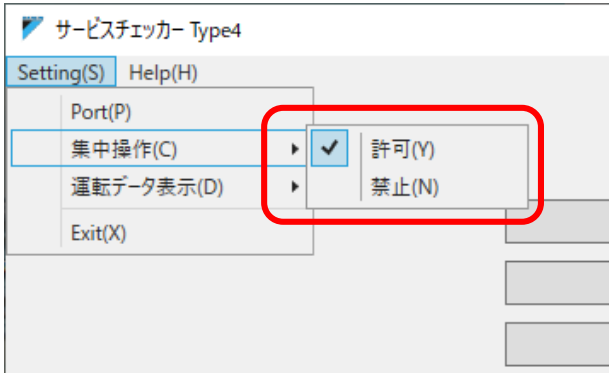 サービスチェッカー Type4
Setting(S) Help(H)
Port(P)
集中操作(C)
許可(Y)
運転データ表示(D)
禁止(N)
Exit(X)